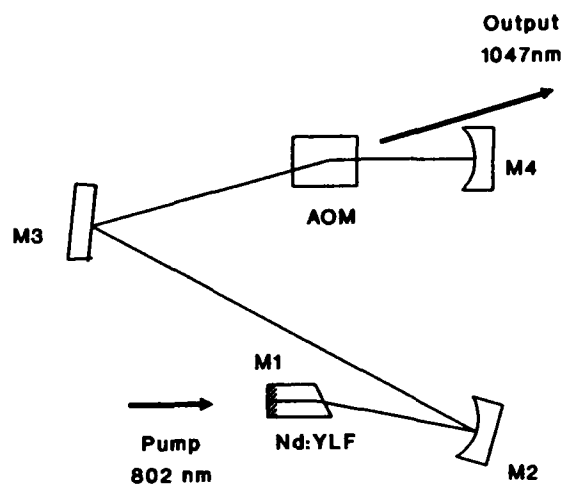 Output
1047nm
M4
AOM
M3
M1
Nd:YLF
Pump
802 nm
M2